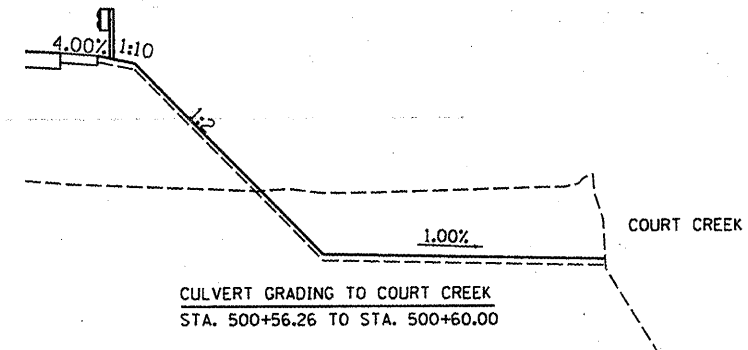 4.00% 1:10
1:2
COURT CREEK
1.00%
CULVERT GRADING TO COURT CREEK
STA. 500+56.26 TO STA. 500+60.00